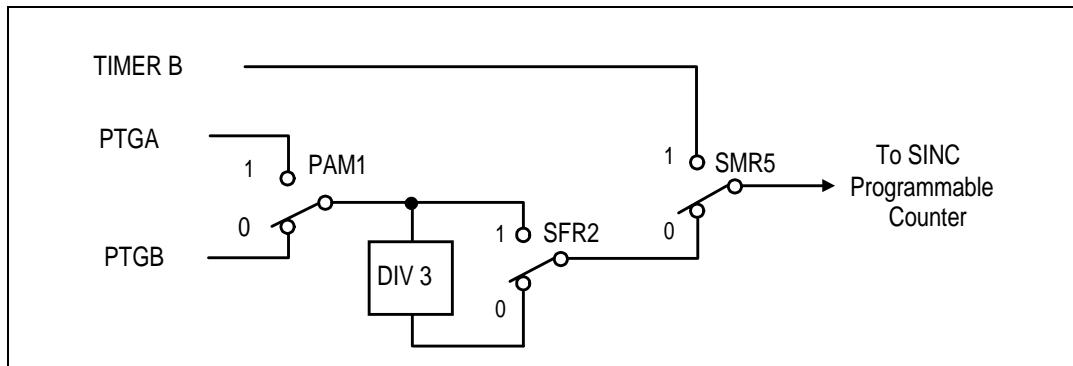 TIMER B
PTGA
1
PAM1
0
PTGB
DIV 3
1
SFR2
0
1
SMR5
0
To SINC
Programmable
Counter